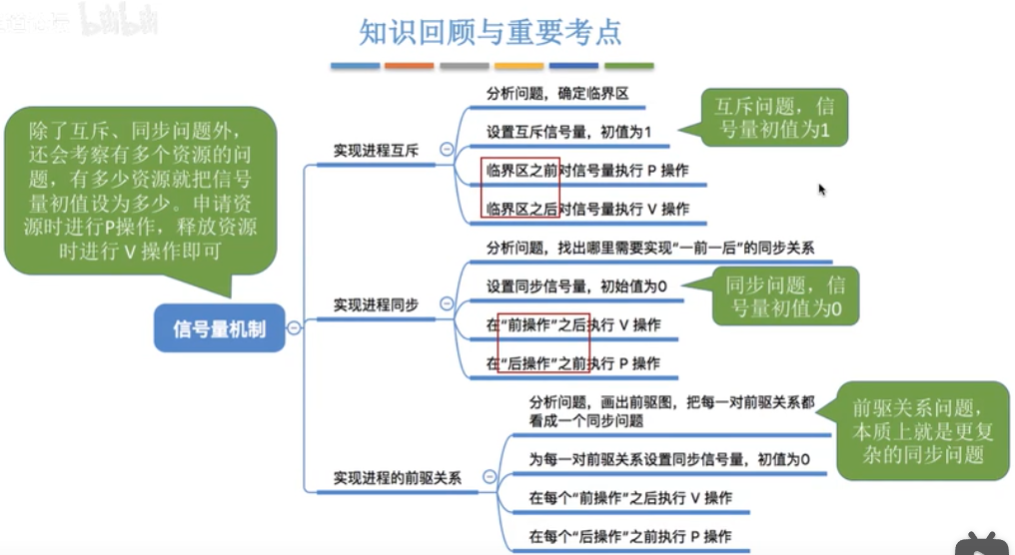 知识回顾与重要考点
除了互斥、同步问题外，
还会考察有多个资源的问
题，有多少资源就把信号
量初值设为多少。申请资
源时进行P操作，释放资源
时进行 V 操作即可
信号量机制
实现进程互斥
分析问题，确定临界区
设置互斥信号量，初值为1
互斥问题，信
号量初值为1
临界区之前对信号量执行 P 操作
临界区之后对信号量执行 V 操作
实现进程同步
分析问题，找出哪里需要实现“一前一后”的同步关系
设置同步信号量，初始值为0
同步问题，信
号量初值为0
在“前操作”之后执行 V 操作
在“后操作”之前执行 P 操作
实现进程的前驱关系
分析问题，画出前驱图，把每一对前驱关系都
看成一个同步问题
前驱关系问题，
本质上就是更复
杂的同步问题
为每一对前驱关系设置同步信号量，初值为0
在每个“前操作”之后执行 V 操作
在每个“后操作”之前执行 P 操作
bilibili